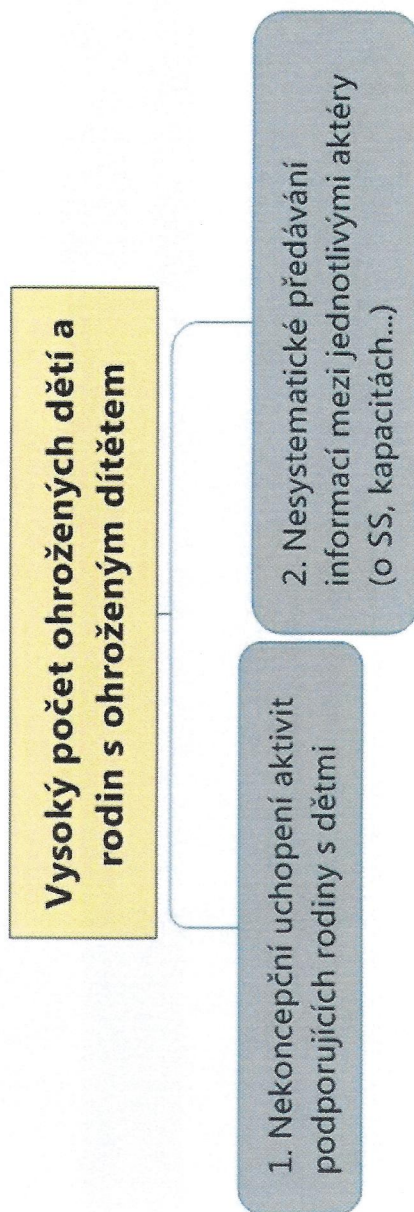 Vysoký počet ohrožených dětí a
rodin s ohroženým dítětem
1. Nekoncepční uchopení aktivit
podporujících rodiny s dětmi
2. Nesystematické předávání
informací mezi jednotlivými aktéry
(o SS, kapacitách...)